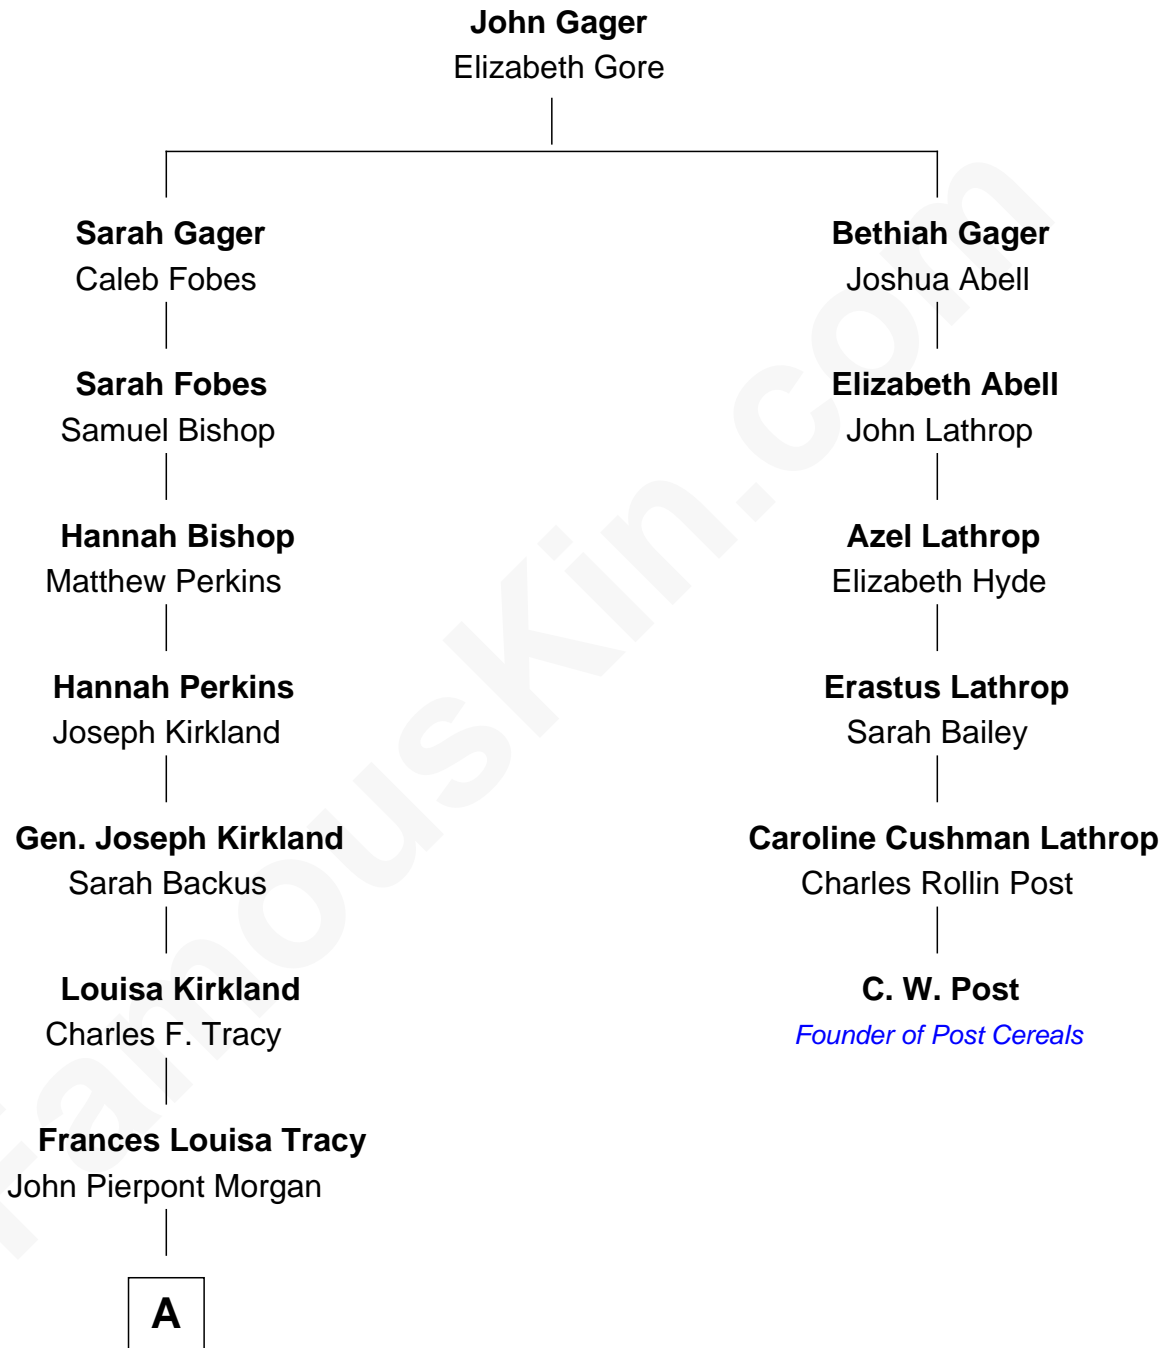 John Gager
Elizabeth Gore
Sarah Gager
Caleb Fobes
Bethiah Gager
Joshua Abell
Sarah Fobes
Samuel Bishop
Elizabeth Abell
John Lathrop
Hannah Bishop
Matthew Perkins
Azel Lathrop
Elizabeth Hyde
Hannah Perkins
Joseph Kirkland
Erastus Lathrop
Sarah Bailey
Gen. Joseph Kirkland
Sarah Backus
Caroline Cushman Lathrop
Charles Rollin Post
Louisa Kirkland
Charles F. Tracy
C. W. Post
Founder of Post Cereals
Frances Louisa Tracy
John Pierpont Morgan
A
FamousKin.com